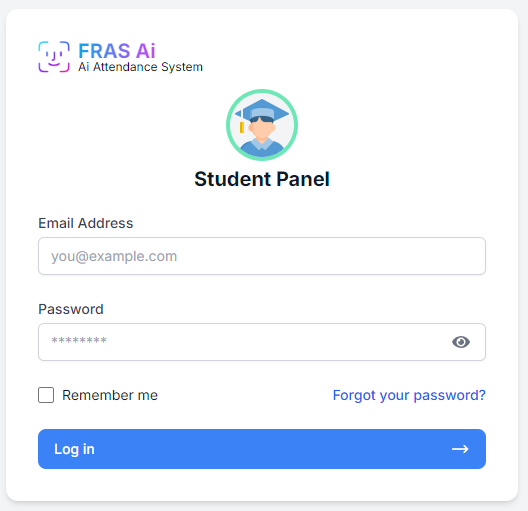 FRAS Ai
Ai Attendance System
Student Panel
Email Address
you@example.com
Password
********
Remember me
Forgot your password?
Log in